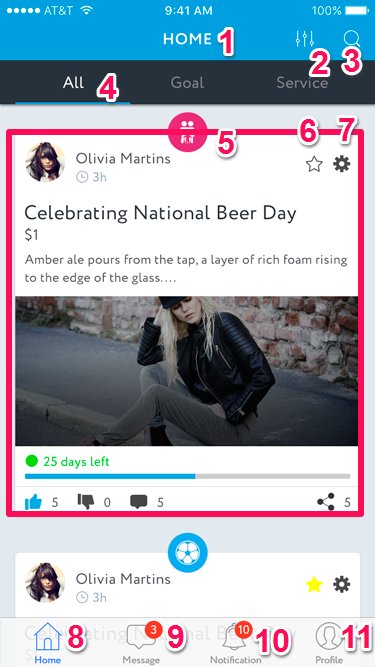 AT&T 9:41 AM 100%
HOME 1
2
3
All Goal Service
4
5
6
7
Olivia Martins
3h
Celebrating National Beer Day
$1
Amber ale pours from the tap, a layer of rich foam rising
to the edge of the glass....
25 days left
5 0 5 5
Olivia Martins
3h
Celebrating National Beer Day
$1
8
3
9
10
10
11
Home Message Notification Profile